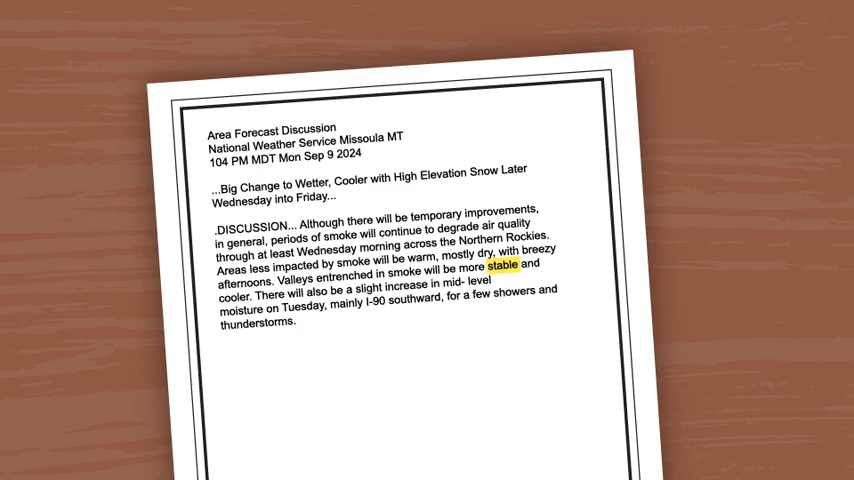 Area Forecast Discussion
National Weather Service Missoula MT
104 PM MDT Mon Sep 9 2024
...Big Change to Wetter, Cooler with High Elevation Snow Later
Wednesday into Friday...
.DISCUSSION... Although there will be temporary improvements,
in general, periods of smoke will continue to degrade air quality
through at least Wednesday morning across the Northern Rockies.
Areas less impacted by smoke will be warm, mostly dry, with breezy
afternoons. Valleys entrenched in smoke will be more stable and
cooler. There will also be a slight increase in mid- level
moisture on Tuesday, mainly I-90 southward, for a few showers and
thunderstorms.